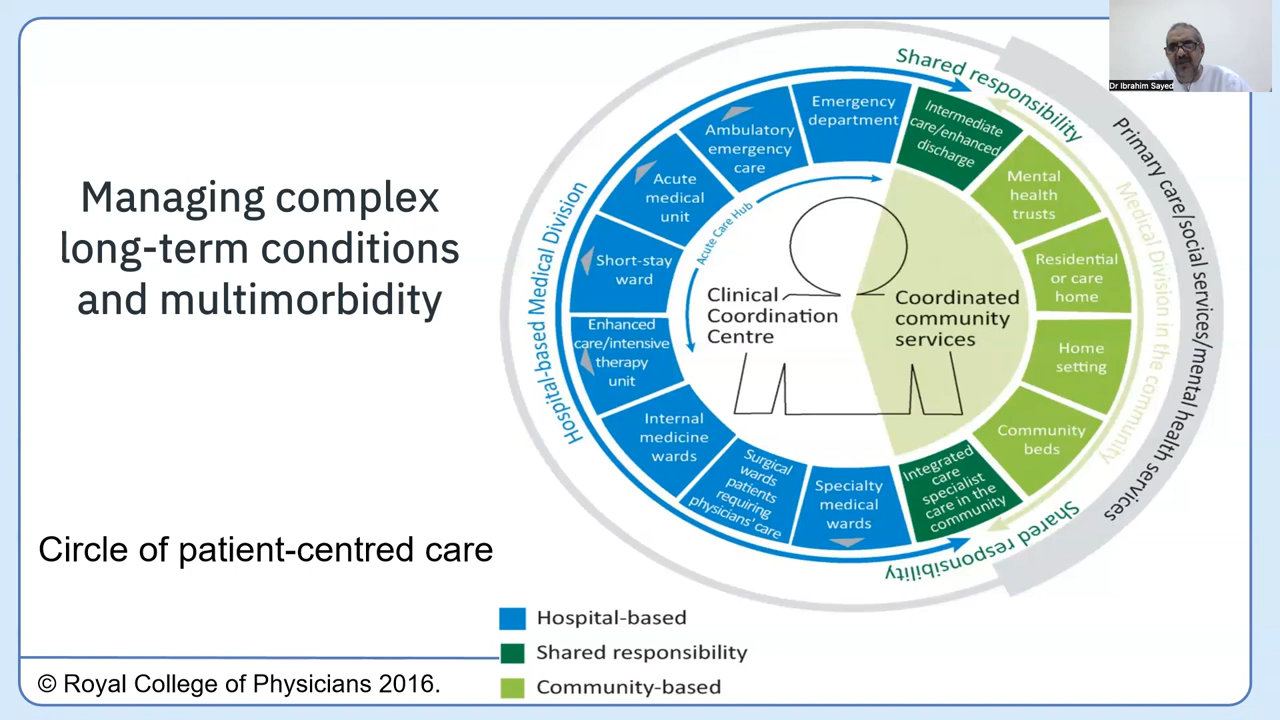 Managing complex
long-term conditions
and multimorbidity
Circle of patient-centred care
© Royal College of Physicians 2016.
Dr Ibrahim Sayed
Shared responsibility
Primary care/social services/mental health services
Medical Division in the community
Hospital-based Medical Division
Emergency
department
Intermediate
care/enhanced
discharge
Mental
health
trusts
Residential
or care
home
Home
setting
Community
beds
Integrated
care
specialist
care in the
community
Specialty
medical
wards
Surgical
wards
patients
requiring
physicians' care
Internal
medicine
wards
Enhanced
care/intensive
therapy
unit
Short-stay
ward
Acute
medical
unit
Ambulatory
emergency
care
Acute Care Hub
Clinical
Coordination
Centre
Coordinated
community
services
Shared responsibility
Hospital-based
Shared responsibility
Community-based